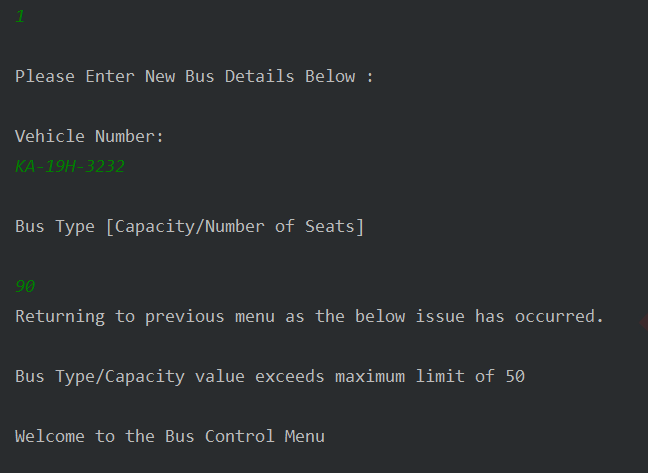 1
Please Enter New Bus Details Below :
Vehicle Number:
KA-19H-3232
Bus Type [Capacity/Number of Seats]
90
Returning to previous menu as the below issue has occurred.
Bus Type/Capacity value exceeds maximum limit of 50
Welcome to the Bus Control Menu